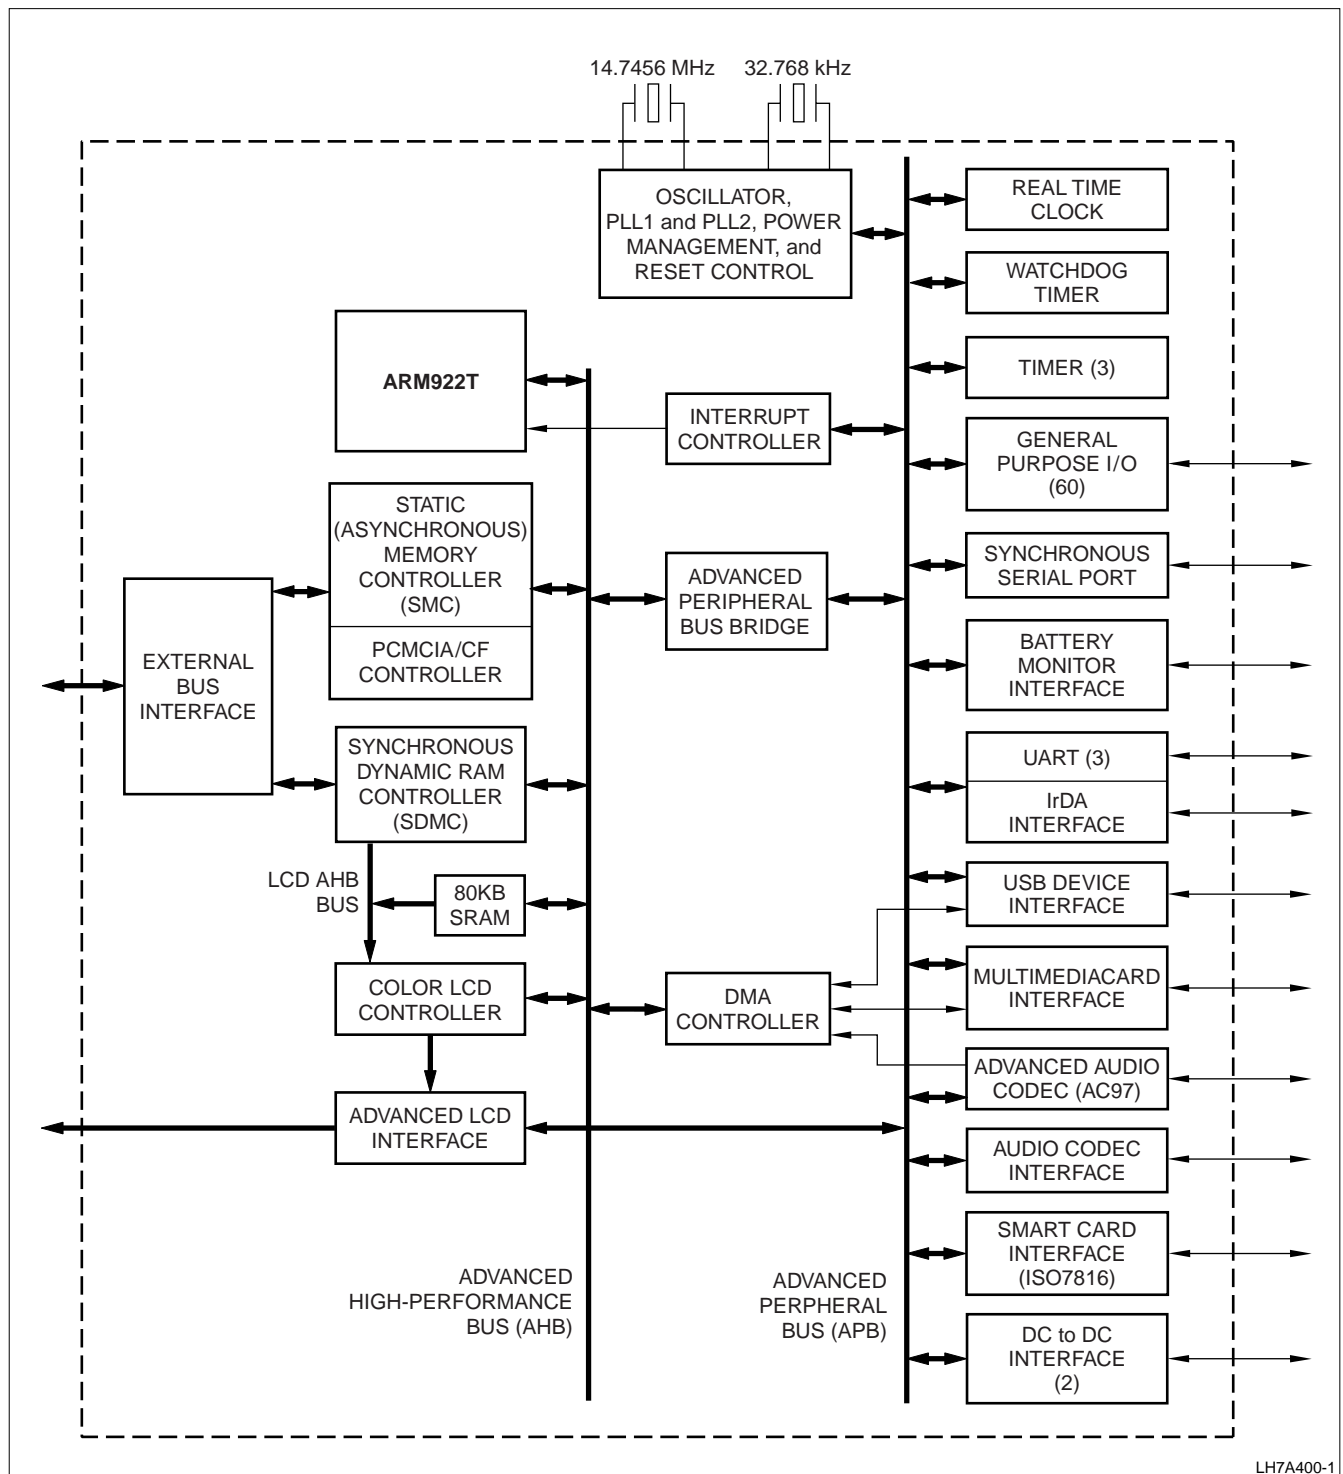 14.7456 MHz
32.768 kHz
OSCILLATOR,
PLL1 and PLL2, POWER
MANAGEMENT, and
RESET CONTROL
REAL TIME
CLOCK
WATCHDOG
TIMER
ARM922T
TIMER (3)
INTERRUPT
CONTROLLER
GENERAL
PURPOSE I/O
(60)
STATIC
(ASYNCHRONOUS)
MEMORY
CONTROLLER
(SMC)
PCMCIA/CF
CONTROLLER
ADVANCED
PERIPHERAL
BUS BRIDGE
SYNCHRONOUS
SERIAL PORT
EXTERNAL
BUS
INTERFACE
BATTERY
MONITOR
INTERFACE
SYNCHRONOUS
DYNAMIC RAM
CONTROLLER
(SDMC)
UART (3)
IrDA
INTERFACE
LCD AHB
BUS
80KB
SRAM
USB DEVICE
INTERFACE
COLOR LCD
CONTROLLER
DMA
CONTROLLER
MULTIMEDIACARD
INTERFACE
ADVANCED AUDIO
CODEC (AC97)
ADVANCED LCD
INTERFACE
AUDIO CODEC
INTERFACE
SMART CARD
INTERFACE
(ISO7816)
ADVANCED
HIGH-PERFORMANCE
BUS (AHB)
ADVANCED
PERPHERAL
BUS (APB)
DC to DC
INTERFACE
(2)
LH7A400-1